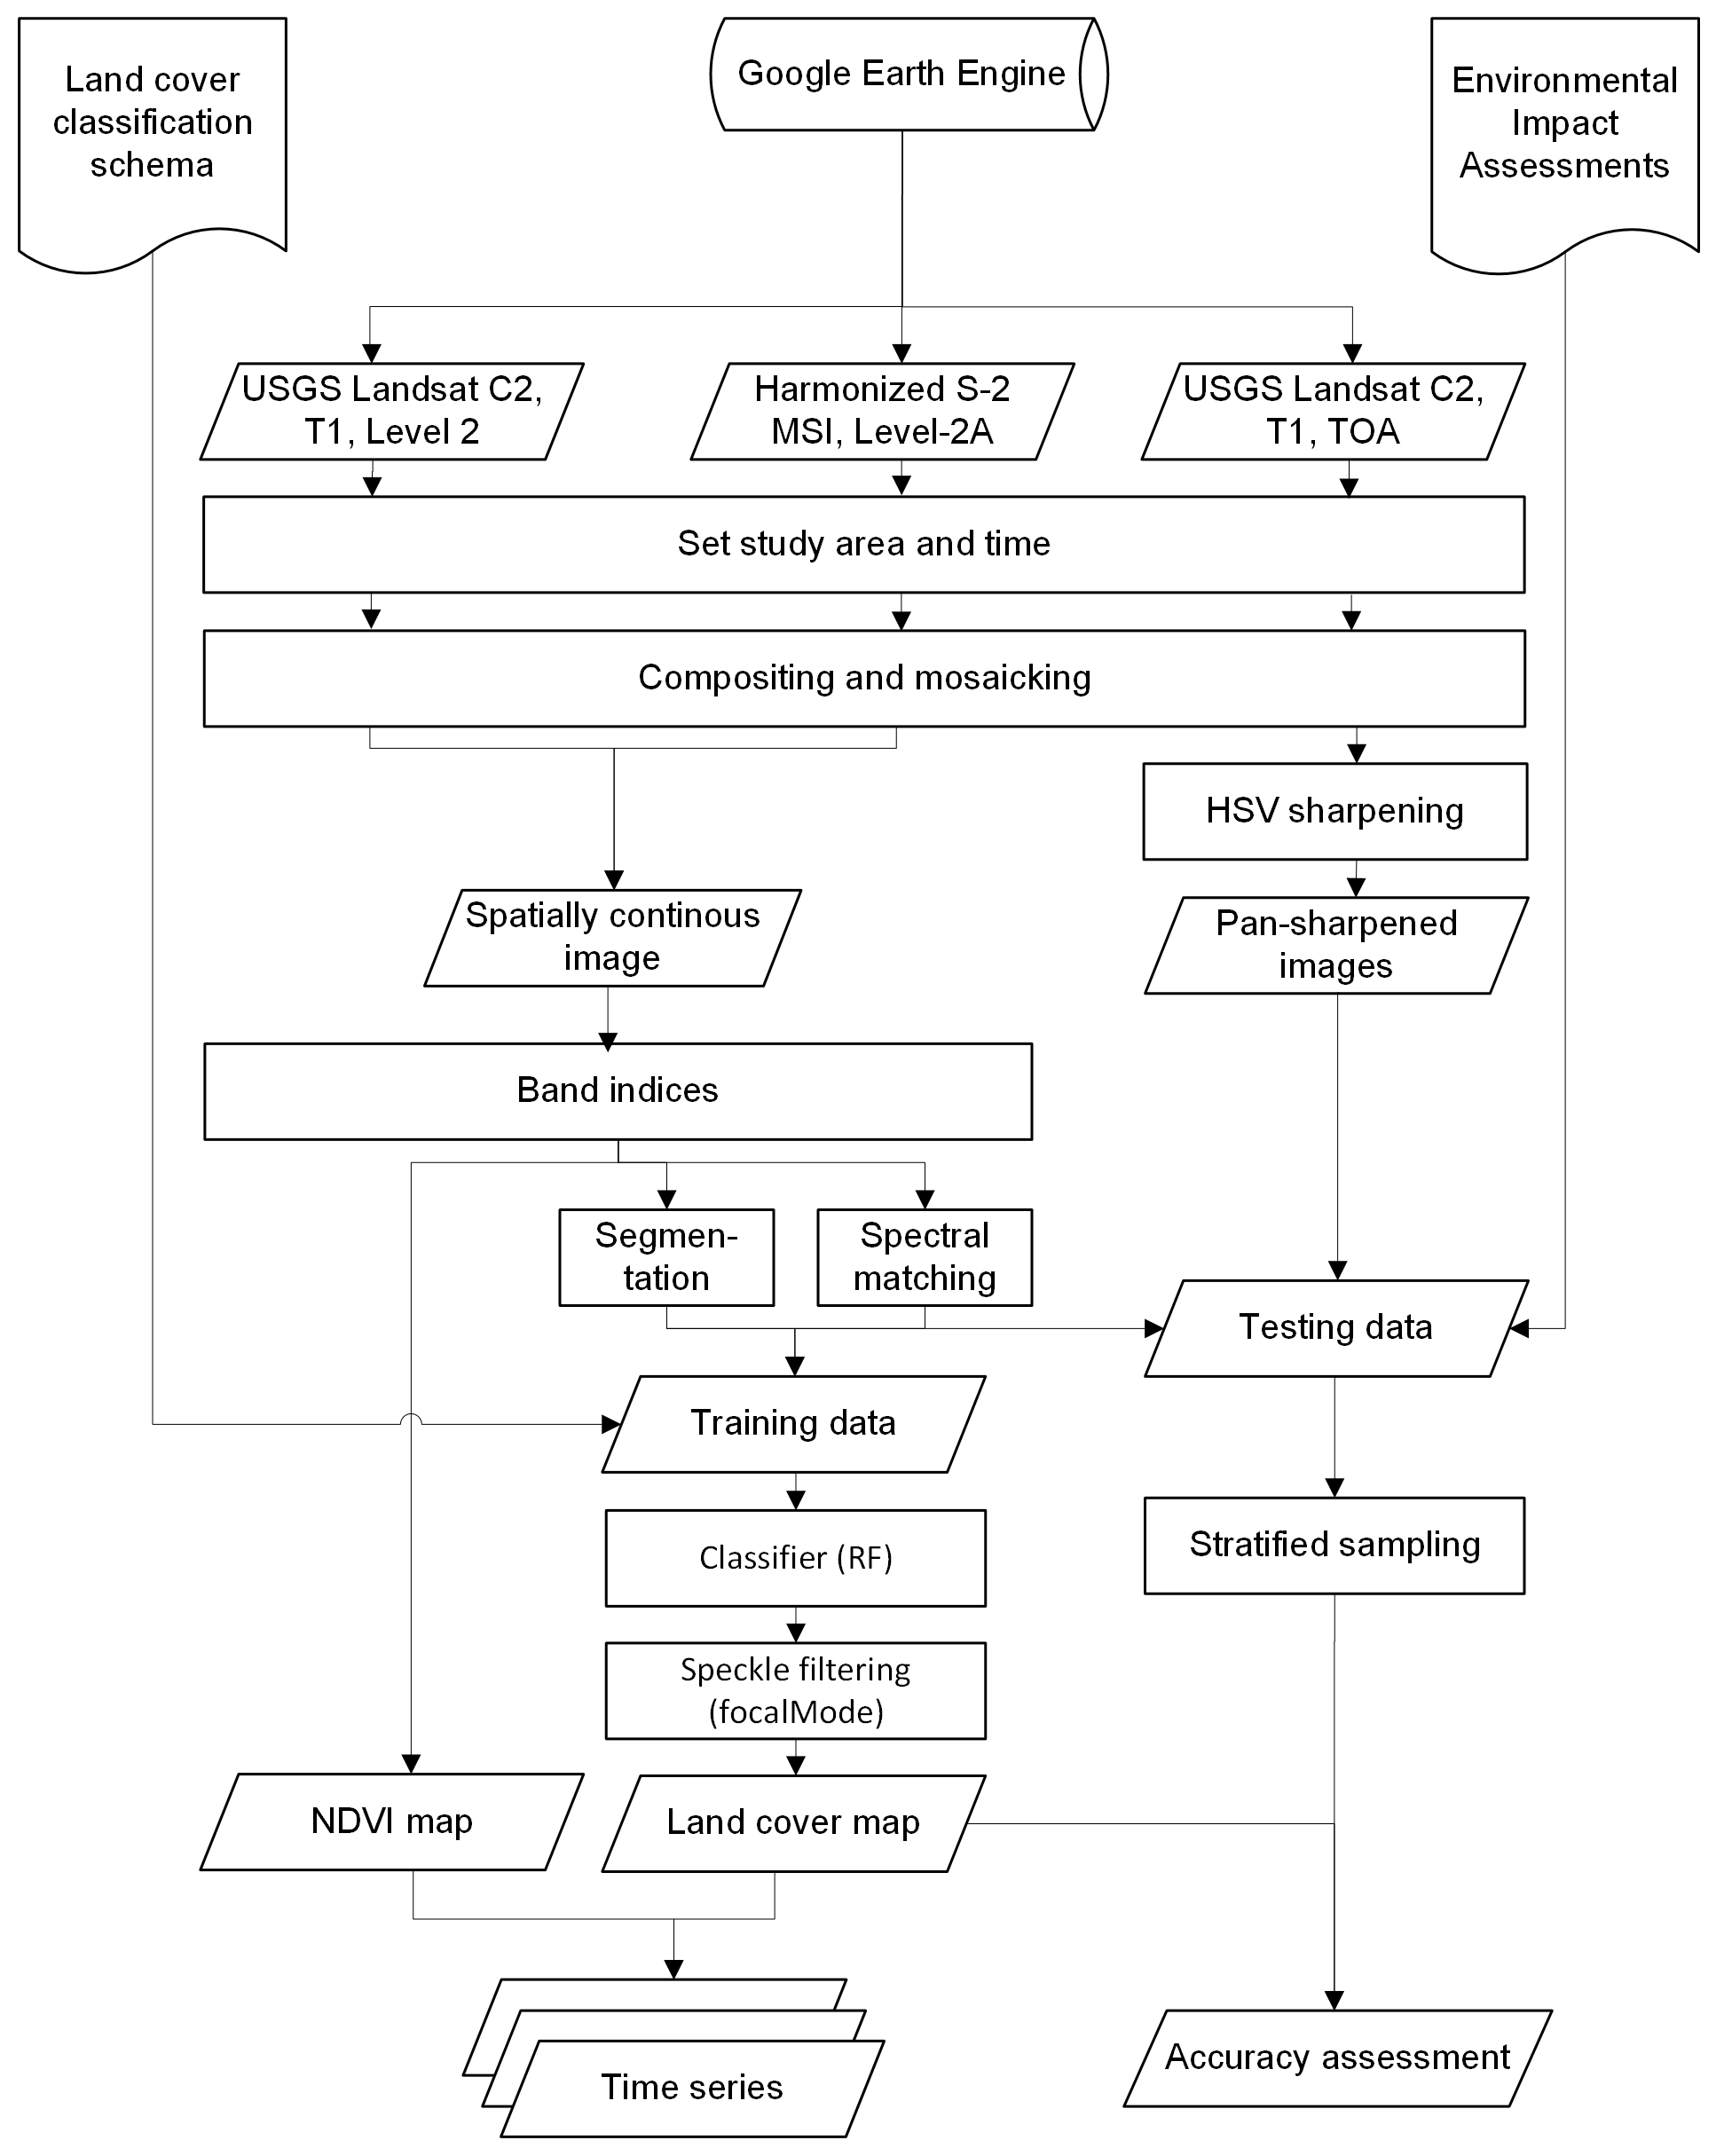 Land cover
classification
schema
Google Earth Engine
Environmental
Impact
Assessments
USGS Landsat C2,
T1, Level 2
Harmonized S-2
MSI, Level-2A
USGS Landsat C2,
T1, TOA
Set study area and time
Compositing and mosaicking
HSV sharpening
Spatially continous
image
Pan-sharpened
images
Band indices
Segmen-
tation
Spectral
matching
Testing data
Training data
Classifier (RF)
Stratified sampling
Speckle filtering
(focalMode)
NDVI map
Land cover map
Time series
Accuracy assessment